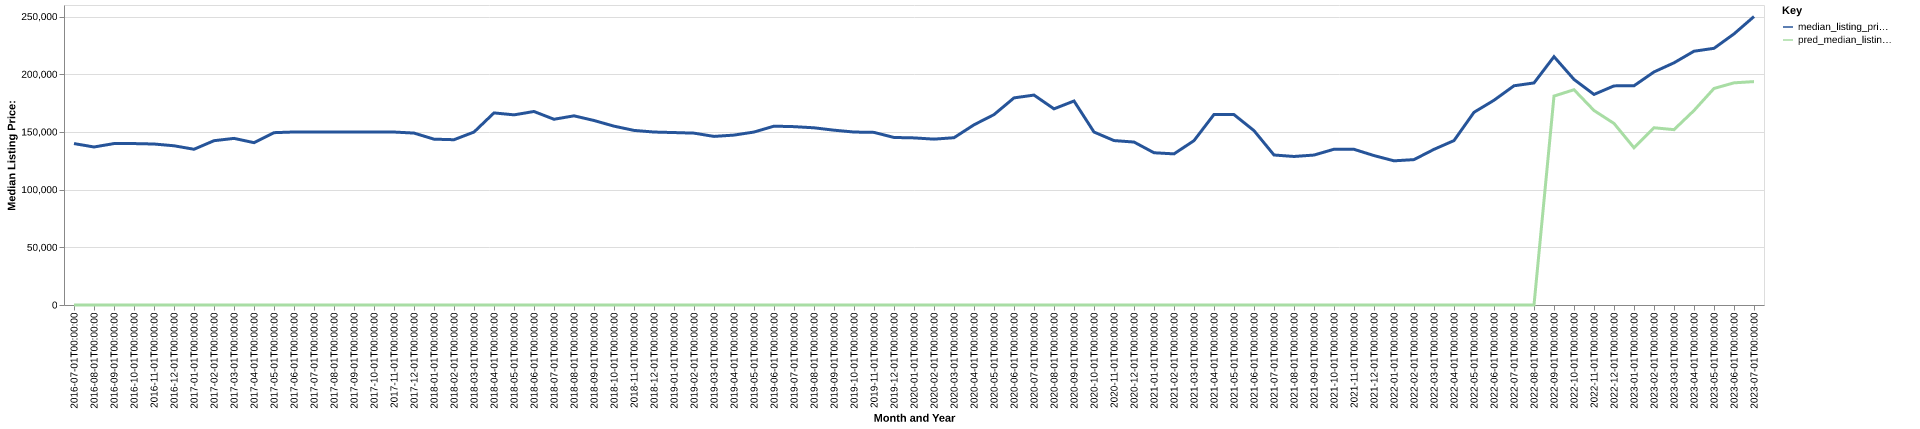 250,000
200,000
150,000
100,000
50,000
0
Median Listing Price:
2016-07-01T00:00:00
2016-08-01T00:00:00
2016-09-01T00:00:00
2016-10-01T00:00:00
2016-11-01T00:00:00
2016-12-01T00:00:00
2017-01-01T00:00:00
2017-02-01T00:00:00
2017-03-01T00:00:00
2017-04-01T00:00:00
2017-05-01T00:00:00
2017-06-01T00:00:00
2017-07-01T00:00:00
2017-08-01T00:00:00
2017-09-01T00:00:00
2017-10-01T00:00:00
2017-11-01T00:00:00
2017-12-01T00:00:00
2018-01-01T00:00:00
2018-02-01T00:00:00
2018-03-01T00:00:00
2018-04-01T00:00:00
2018-05-01T00:00:00
2018-06-01T00:00:00
2018-07-01T00:00:00
2018-08-01T00:00:00
2018-09-01T00:00:00
2018-10-01T00:00:00
2018-11-01T00:00:00
2018-12-01T00:00:00
2019-01-01T00:00:00
2019-02-01T00:00:00
2019-03-01T00:00:00
2019-04-01T00:00:00
2019-05-01T00:00:00
2019-06-01T00:00:00
2019-07-01T00:00:00
2019-08-01T00:00:00
2019-09-01T00:00:00
2019-10-01T00:00:00
2019-11-01T00:00:00
2019-12-01T00:00:00
2020-01-01T00:00:00
2020-02-01T00:00:00
2020-03-01T00:00:00
2020-04-01T00:00:00
2020-05-01T00:00:00
2020-06-01T00:00:00
2020-07-01T00:00:00
2020-08-01T00:00:00
2020-09-01T00:00:00
2020-10-01T00:00:00
2020-11-01T00:00:00
2020-12-01T00:00:00
2021-01-01T00:00:00
2021-02-01T00:00:00
2021-03-01T00:00:00
2021-04-01T00:00:00
2021-05-01T00:00:00
2021-06-01T00:00:00
2021-07-01T00:00:00
2021-08-01T00:00:00
2021-09-01T00:00:00
2021-10-01T00:00:00
2021-11-01T00:00:00
2021-12-01T00:00:00
2022-01-01T00:00:00
2022-02-01T00:00:00
2022-03-01T00:00:00
2022-04-01T00:00:00
2022-05-01T00:00:00
2022-06-01T00:00:00
2022-07-01T00:00:00
2022-08-01T00:00:00
2022-09-01T00:00:00
2022-10-01T00:00:00
2022-11-01T00:00:00
2022-12-01T00:00:00
2023-01-01T00:00:00
2023-02-01T00:00:00
2023-03-01T00:00:00
2023-04-01T00:00:00
2023-05-01T00:00:00
2023-06-01T00:00:00
2023-07-01T00:00:00
Month and Year
Key
median_listing_pri…
pred_median_listin…